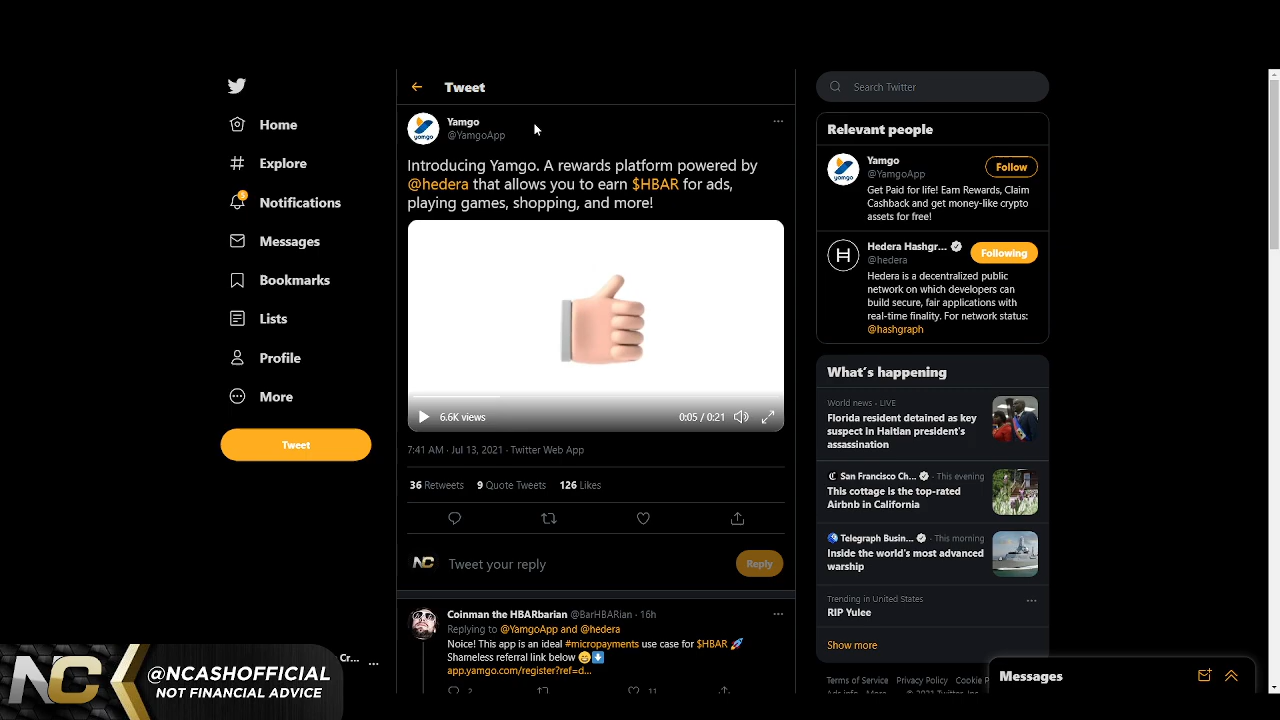 Home
Explore
5
Notifications
Messages
Bookmarks
Lists
Profile
More
Tweet
Cr...
NC
@NCASHOFFICIAL
NOT FINANCIAL ADVICE
Tweet
yamgo
Yamgo
@YamgoApp
Introducing Yamgo. A rewards platform powered by
@hedera that allows you to earn $HBAR for ads,
playing games, shopping, and more!
6.6K views
0:05 / 0:21
7:41 AM · Jul 13, 2021 · Twitter Web App
36 Retweets 9 Quote Tweets 126 Likes
NC
Tweet your reply
Reply
Coinman the HBARbarian @BarHBARian · 16h
Replying to @YamgoApp and @hedera
Noice! This app is an ideal #micropayments use case for $HBAR 🚀
Shameless referral link below 😄⬇️
app.yamgo.com/register?ref=d...
2
11
Search Twitter
Relevant people
yamgo
Yamgo
@YamgoApp
Follow
Get Paid for life! Earn Rewards, Claim
Cashback and get money-like crypto
assets for free!
Hedera Hashgr...
@hedera
Following
Hedera is a decentralized public
network on which developers can
build secure, fair applications with
real-time finality. For network status:
@hashgraph
What's happening
World news · LIVE
Florida resident detained as key
suspect in Haitian president's
assassination
San Francisco Ch... · This evening
This cottage is the top-rated
Airbnb in California
Telegraph Busin... · This morning
Inside the world's most advanced
warship
Trending in United States
RIP Yulee
Show more
Terms of Service Privacy Policy Cookie P
Ads info More © 2021 Twitter, Inc.
Messages